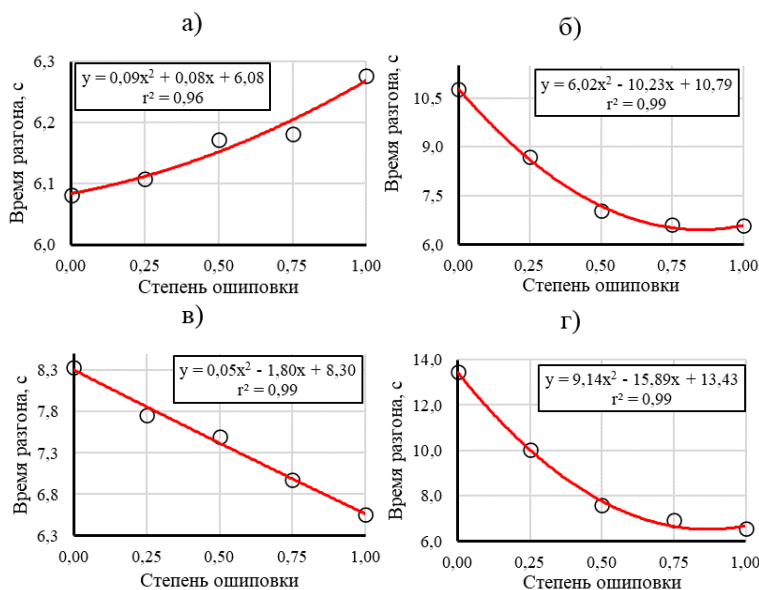 а)
Время разгона, с
6,3
6,2
6,1
6,0
y = 0,09x² + 0,08x + 6,08
r² = 0,96
0,00 0,25 0,50 0,75 1,00
Степень ошиповки
б)
Время разгона, с
10,5
9,0
7,5
6,0
y = 6,02x² - 10,23x + 10,79
r² = 0,99
0,00 0,25 0,50 0,75 1,00
Степень ошиповки
в)
Время разгона, с
8,3
7,8
7,3
6,8
6,3
y = 0,05x² - 1,80x + 8,30
r² = 0,99
0,00 0,25 0,50 0,75 1,00
Степень ошиповки
г)
Время разгона, с
14,0
12,0
10,0
8,0
6,0
y = 9,14x² - 15,89x + 13,43
r² = 0,99
0,00 0,25 0,50 0,75 1,00
Степень ошиповки